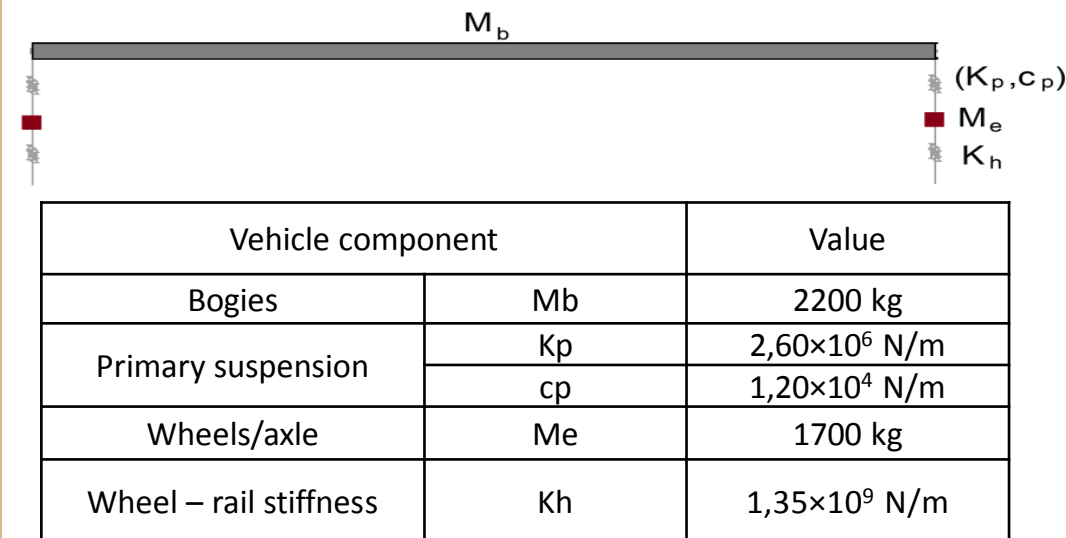 M_b
(K_p,c_p)
M_e
K_h
Vehicle component Value
Bogies Mb 2200 kg
Primary suspension Kp 2,60×10⁶ N/m
cp 1,20×10⁴ N/m
Wheels/axle Me 1700 kg
Wheel – rail stiffness Kh 1,35×10⁹ N/m